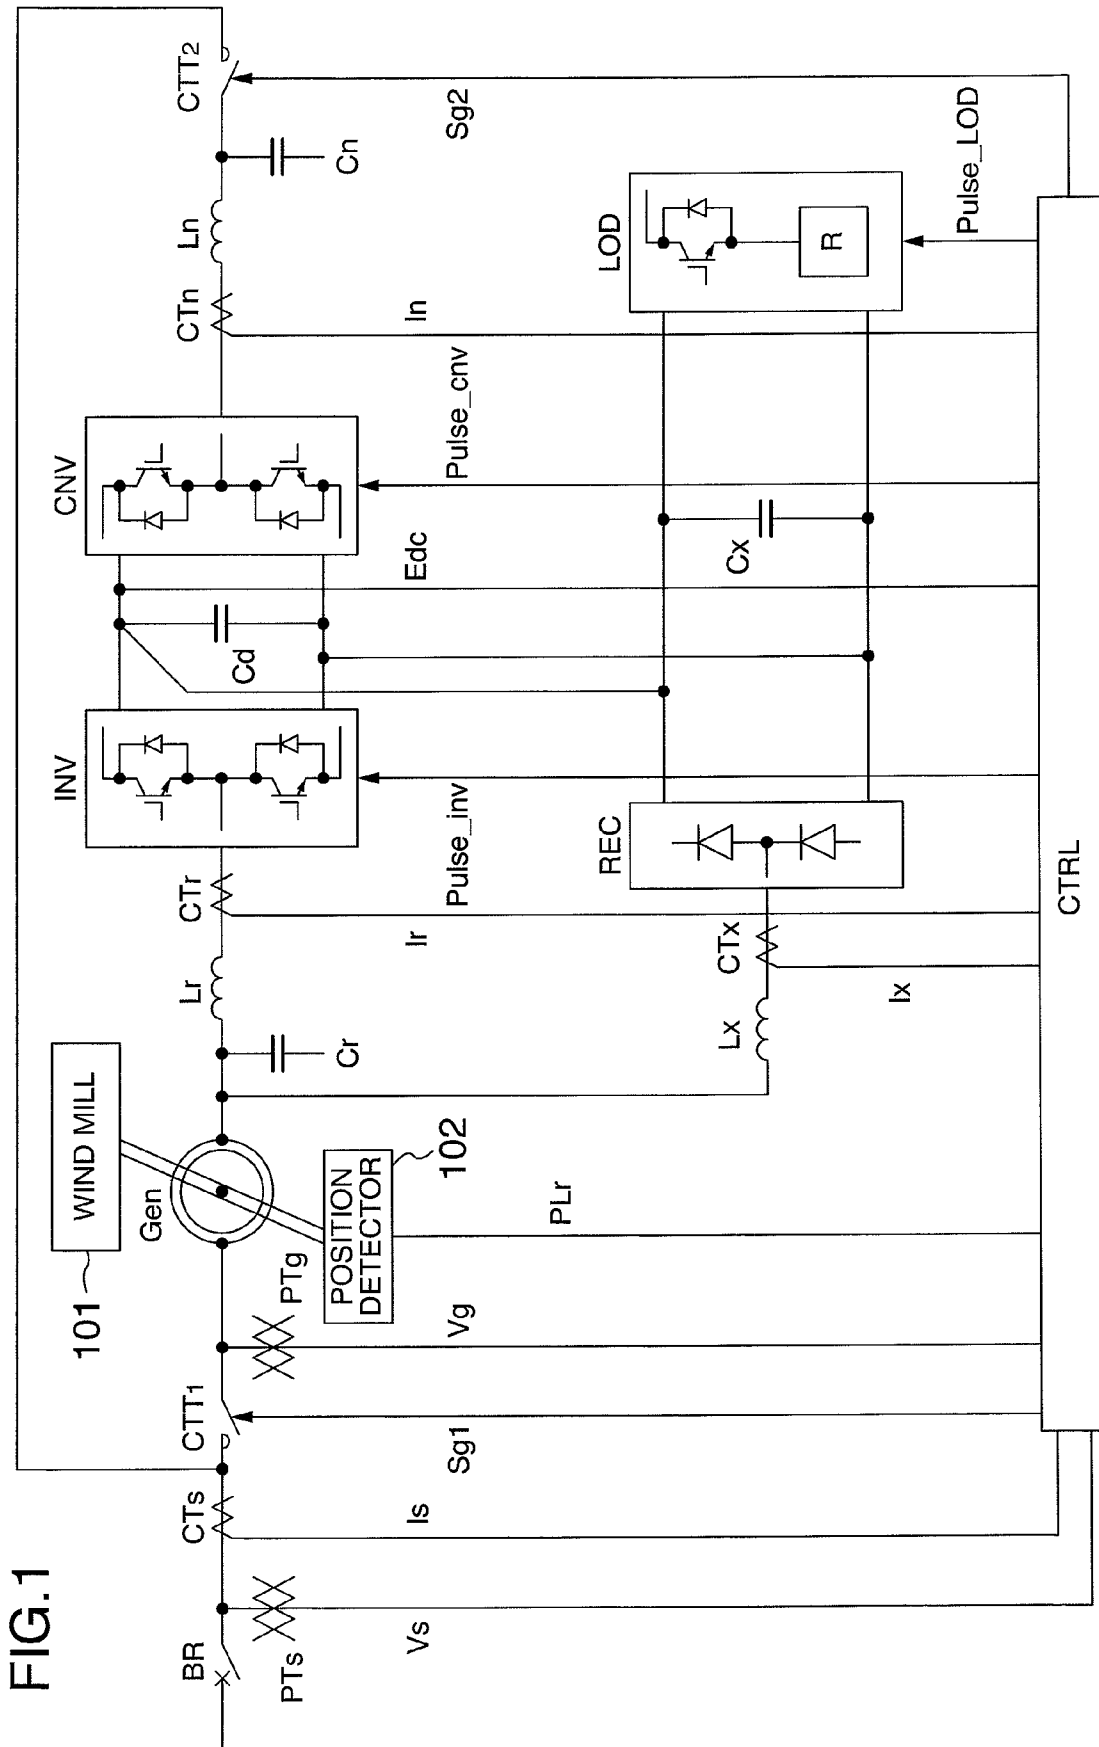 FIG.1
BR
PTs
Vs
CTs
Is
CTT1
Sg1
PTg
Vg
101
WIND MILL
Gen
POSITION
DETECTOR
102
PLr
Cr
Lr
CTr
Ir
Lx
CTx
Ix
INV
Pulse_inv
REC
Cd
Edc
Cx
CNV
Pulse_cnv
CTn
In
Ln
Cn
LOD
R
Pulse_LOD
CTT2
Sg2
CTRL